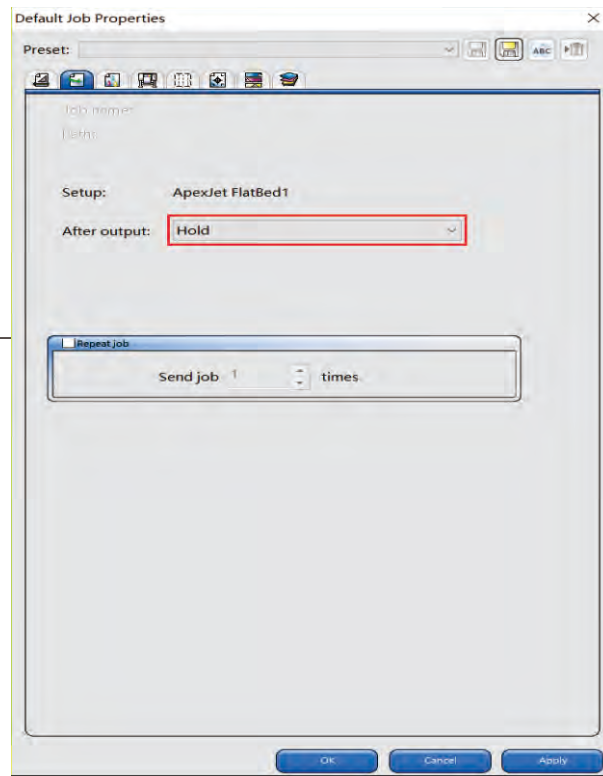 Default Job Properties
Preset:
ABC
Job name:
Path:
Setup: ApexJet FlatBed1
After output: Hold
Repeat job
Send job 1 times
OK Cancel Apply